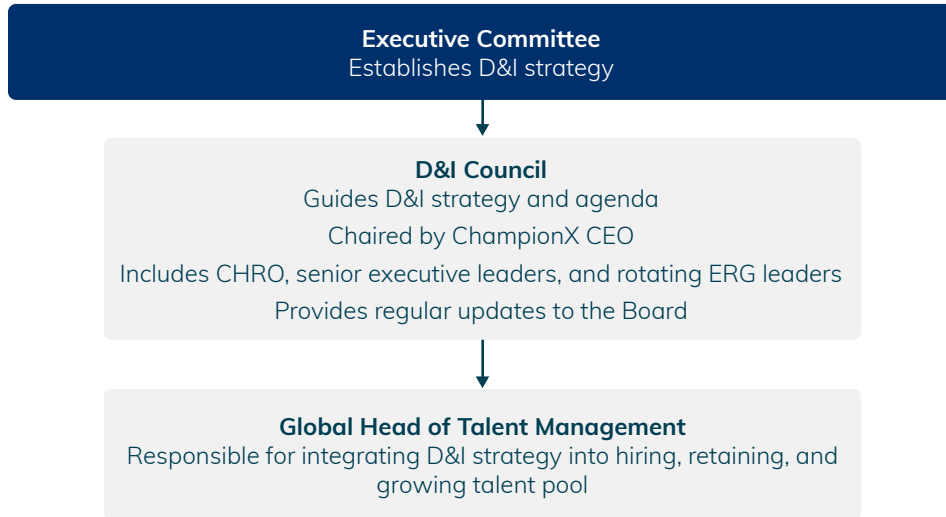 Executive Committee
Establishes D&I strategy
D&I Council
Guides D&I strategy and agenda
Chaired by ChampionX CEO
Includes CHRO, senior executive leaders, and rotating ERG leaders
Provides regular updates to the Board
Global Head of Talent Management
Responsible for integrating D&I strategy into hiring, retaining, and
growing talent pool